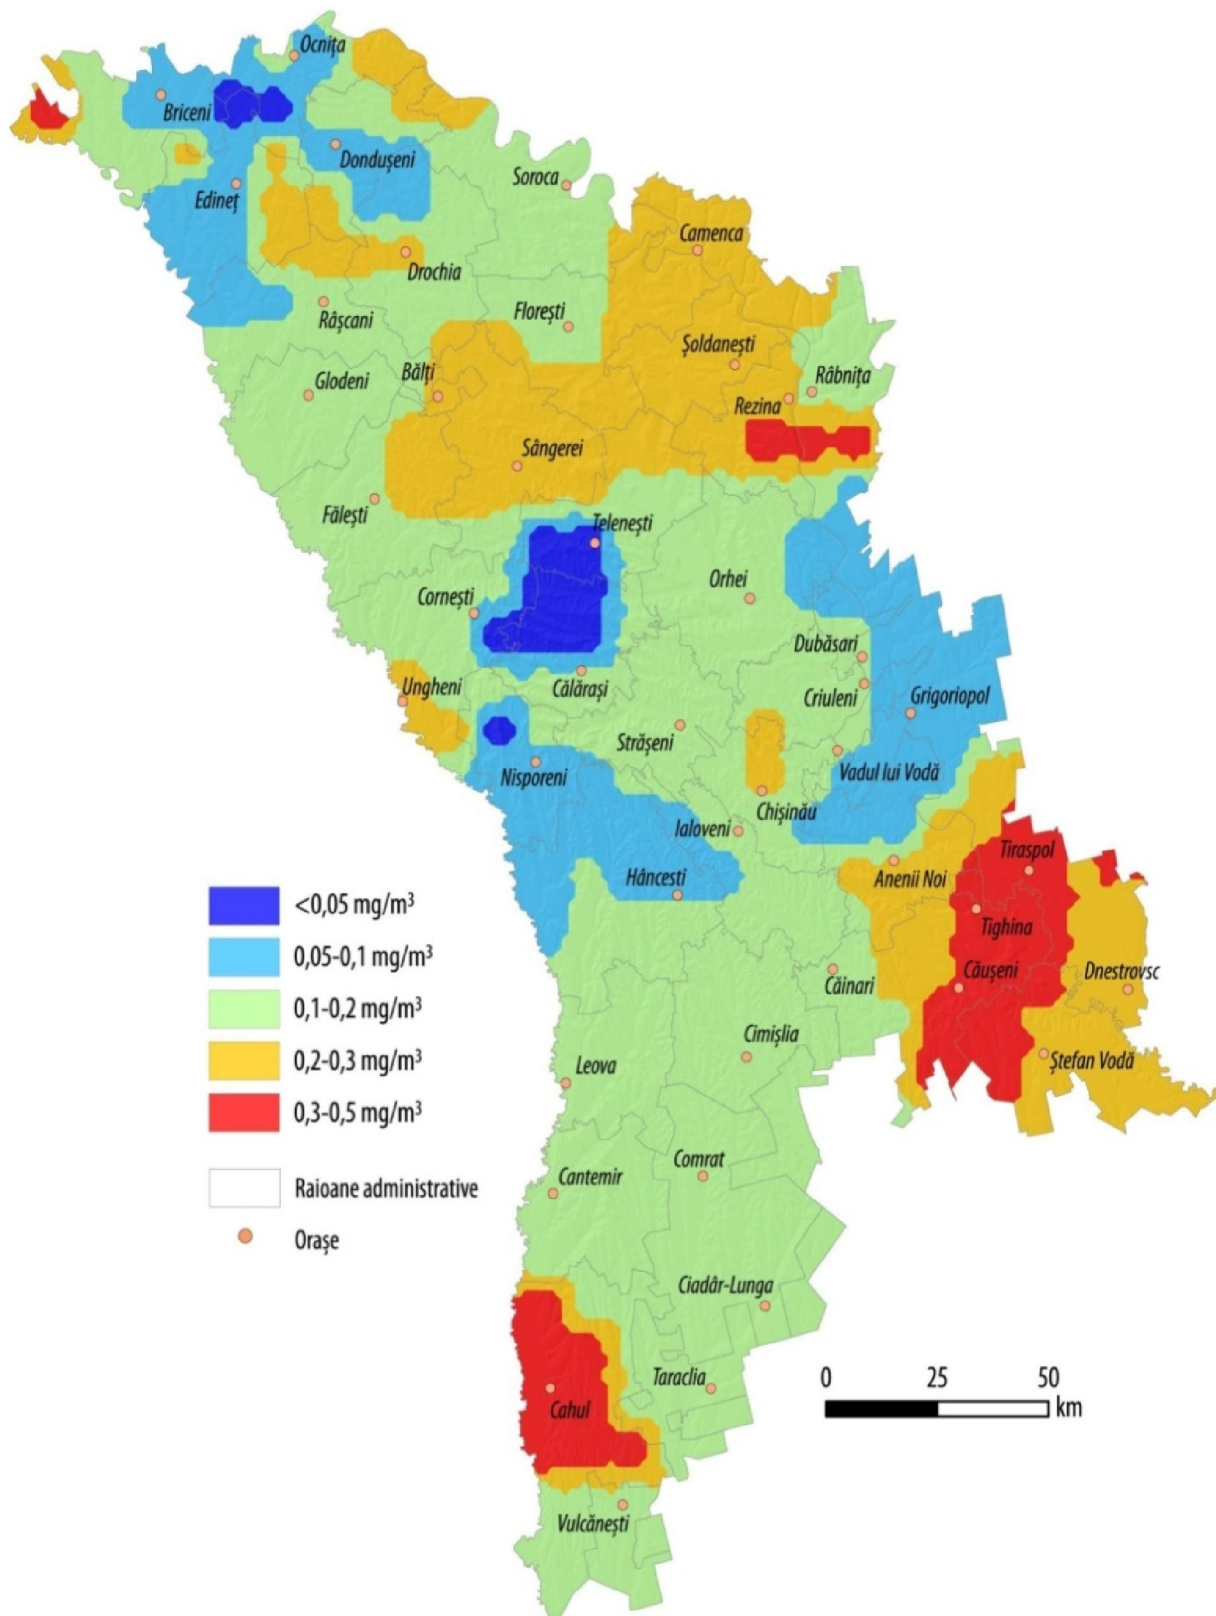 Ocnița
Briceni
Dondușeni
Soroca
Edineț
Camenca
Drochia
Râșcani
Florești
Șoldanești
Glodeni
Bălți
Râbnița
Rezina
Sângerei
Fălești
Telenești
Orhei
Cornești
Dubăsari
Ungheni
Călărași
Criuleni
Grigoriopol
Strășeni
Nisporeni
Vadul lui Vodă
Chișinău
Ialoveni
Tiraspol
Hâncesti
Anenii Noi
<0,05 mg/m³
Tighina
0,05-0,1 mg/m³
Căușeni
Dnestrovsc
Căinari
0,1-0,2 mg/m³
Cimișlia
0,2-0,3 mg/m³
Leova
Ștefan Vodă
0,3-0,5 mg/m³
Comrat
Raioane administrative
Cantemir
Orașe
Ciadâr-Lunga
Taraclia
0 25 50
km
Cahul
Vulcănești